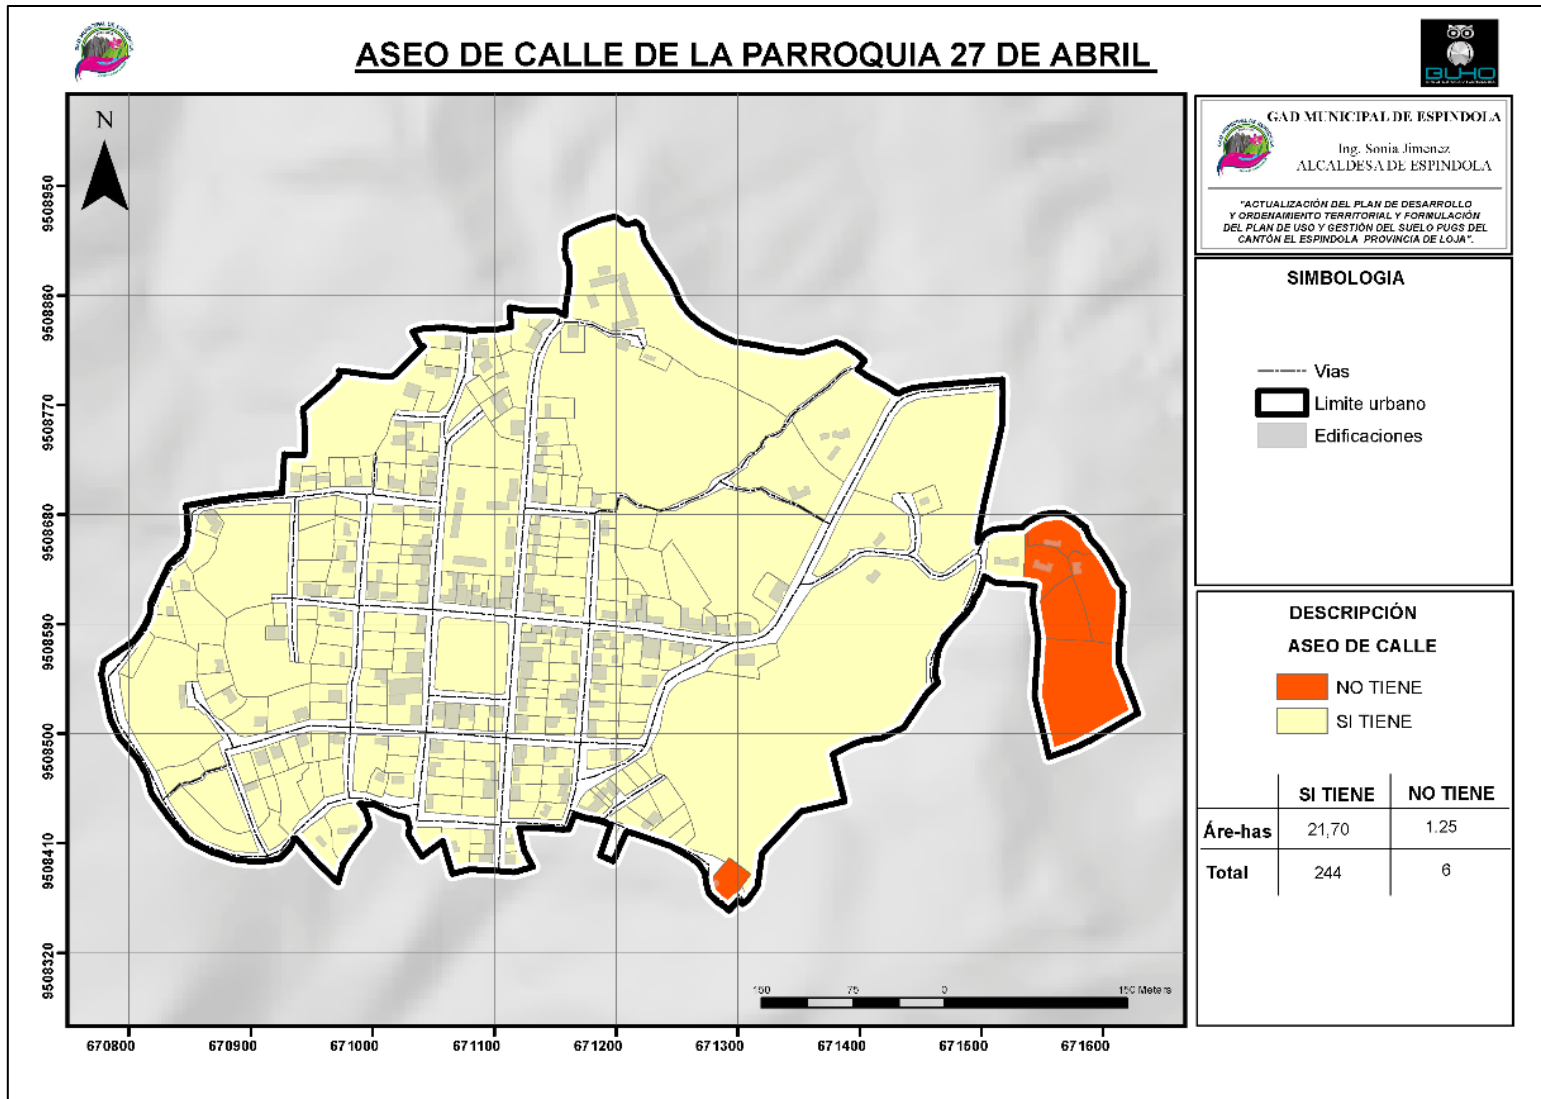 ASEO DE CALLE DE LA PARROQUIA 27 DE ABRIL
BUHO
GAD MUNICIPAL DE ESPINDOLA
Ing. Sonia Jimenez
ALCALDESA DE ESPINDOLA
"ACTUALIZACIÓN DEL PLAN DE DESARROLLO
Y ORDENAMIENTO TERRITORIAL Y FORMULACIÓN
DEL PLAN DE USO Y GESTIÓN DEL SUELO PUGS DEL
CANTÓN EL ESPINDOLA PROVINCIA DE LOJA".
SIMBOLOGIA
Vias
Limite urbano
Edificaciones
DESCRIPCIÓN
ASEO DE CALLE
NO TIENE
SI TIENE
SI TIENE NO TIENE
Áre-has 21,70 1.25
Total 244 6
N
9508950
9508860
9508770
9508680
9508590
9508500
9508410
9508320
150 75 0 150 Meters
670800 670900 671000 671100 671200 671300 671400 671500 671600